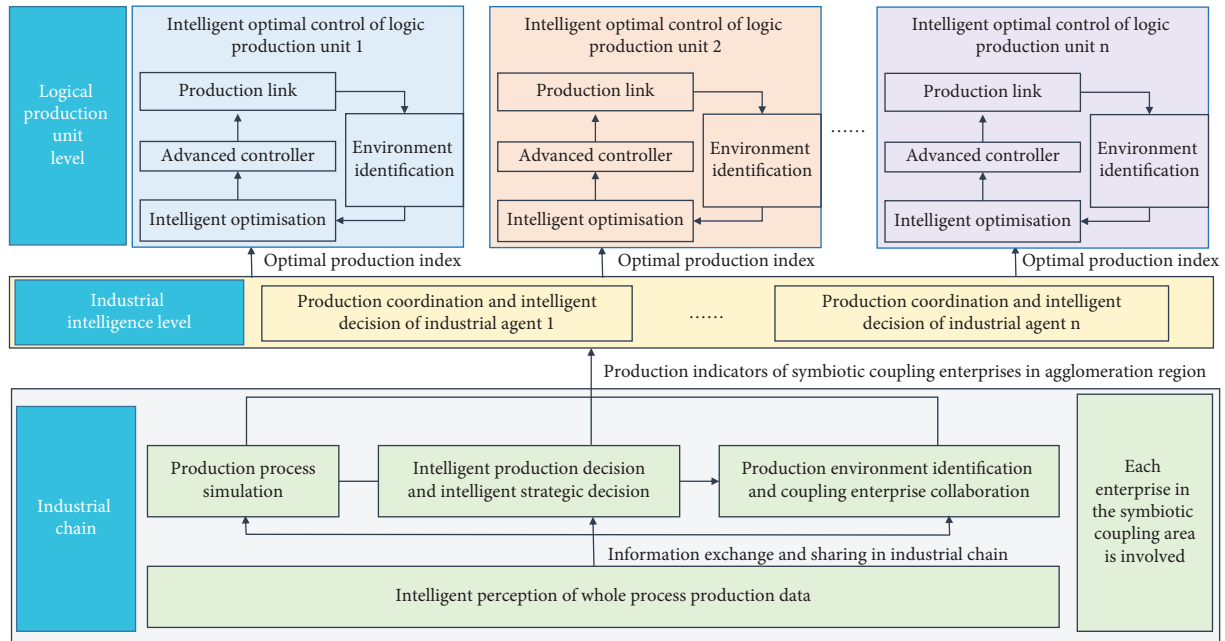 Logical
production
unit
level
Intelligent optimal control of logic
production unit 1
Production link
Advanced controller
Environment
identification
Intelligent optimisation
Intelligent optimal control of logic
production unit 2
Production link
Advanced controller
Environment
identification
Intelligent optimisation
......
Intelligent optimal control of logic
production unit n
Production link
Advanced controller
Environment
identification
Intelligent optimisation
Optimal production index
Optimal production index
Optimal production index
Industrial
intelligence level
Production coordination and intelligent
decision of industrial agent 1
......
Production coordination and intelligent
decision of industrial agent n
Production indicators of symbiotic coupling enterprises in agglomeration region
Industrial
chain
Production process
simulation
Intelligent production decision
and intelligent strategic decision
Production environment identification
and coupling enterprise collaboration
Information exchange and sharing in industrial chain
Intelligent perception of whole process production data
Each
enterprise in
the symbiotic
coupling area
is involved